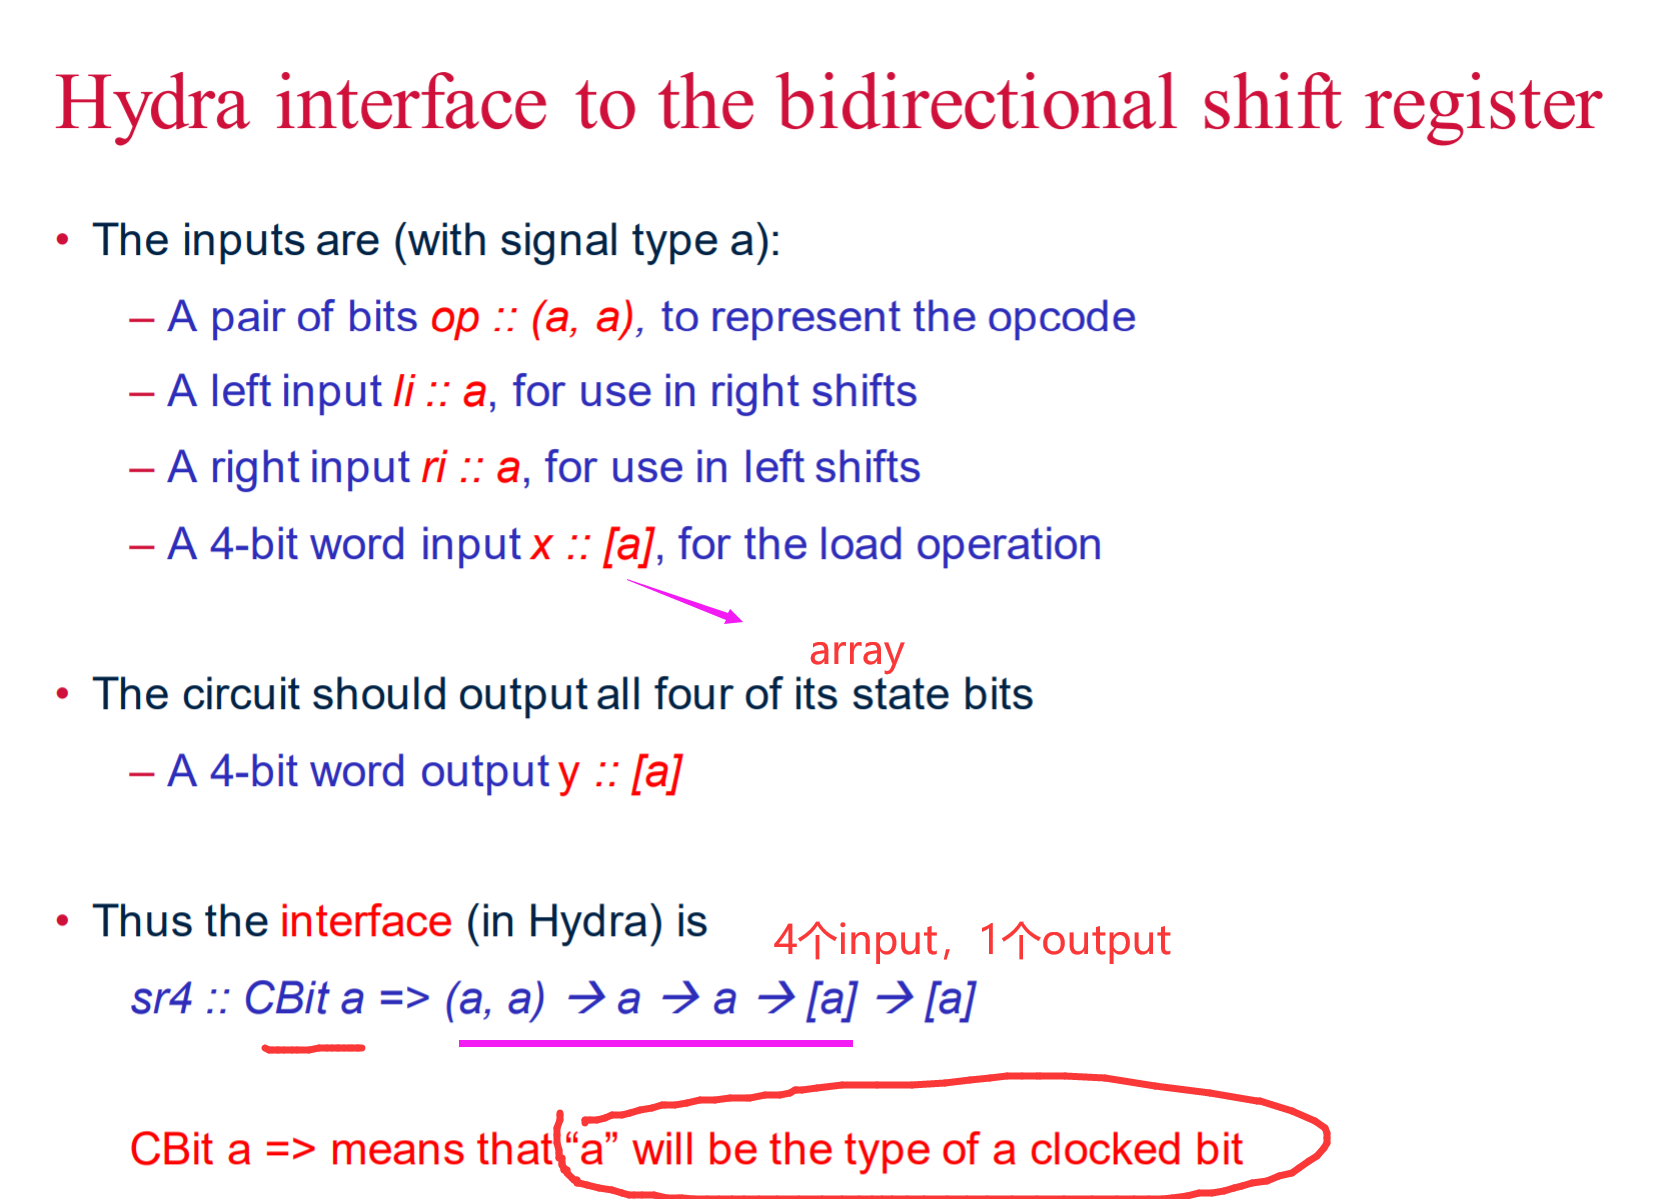 Hydra interface to the bidirectional shift register
• The inputs are (with signal type a):
– A pair of bits op :: (a, a), to represent the opcode
– A left input li :: a, for use in right shifts
– A right input ri :: a, for use in left shifts
– A 4-bit word input x :: [a], for the load operation
array
• The circuit should output all four of its state bits
– A 4-bit word output y :: [a]
• Thus the interface (in Hydra) is
4个input，1个output
sr4 :: CBit a => (a, a) → a → a → [a] → [a]
CBit a => means that “a” will be the type of a clocked bit